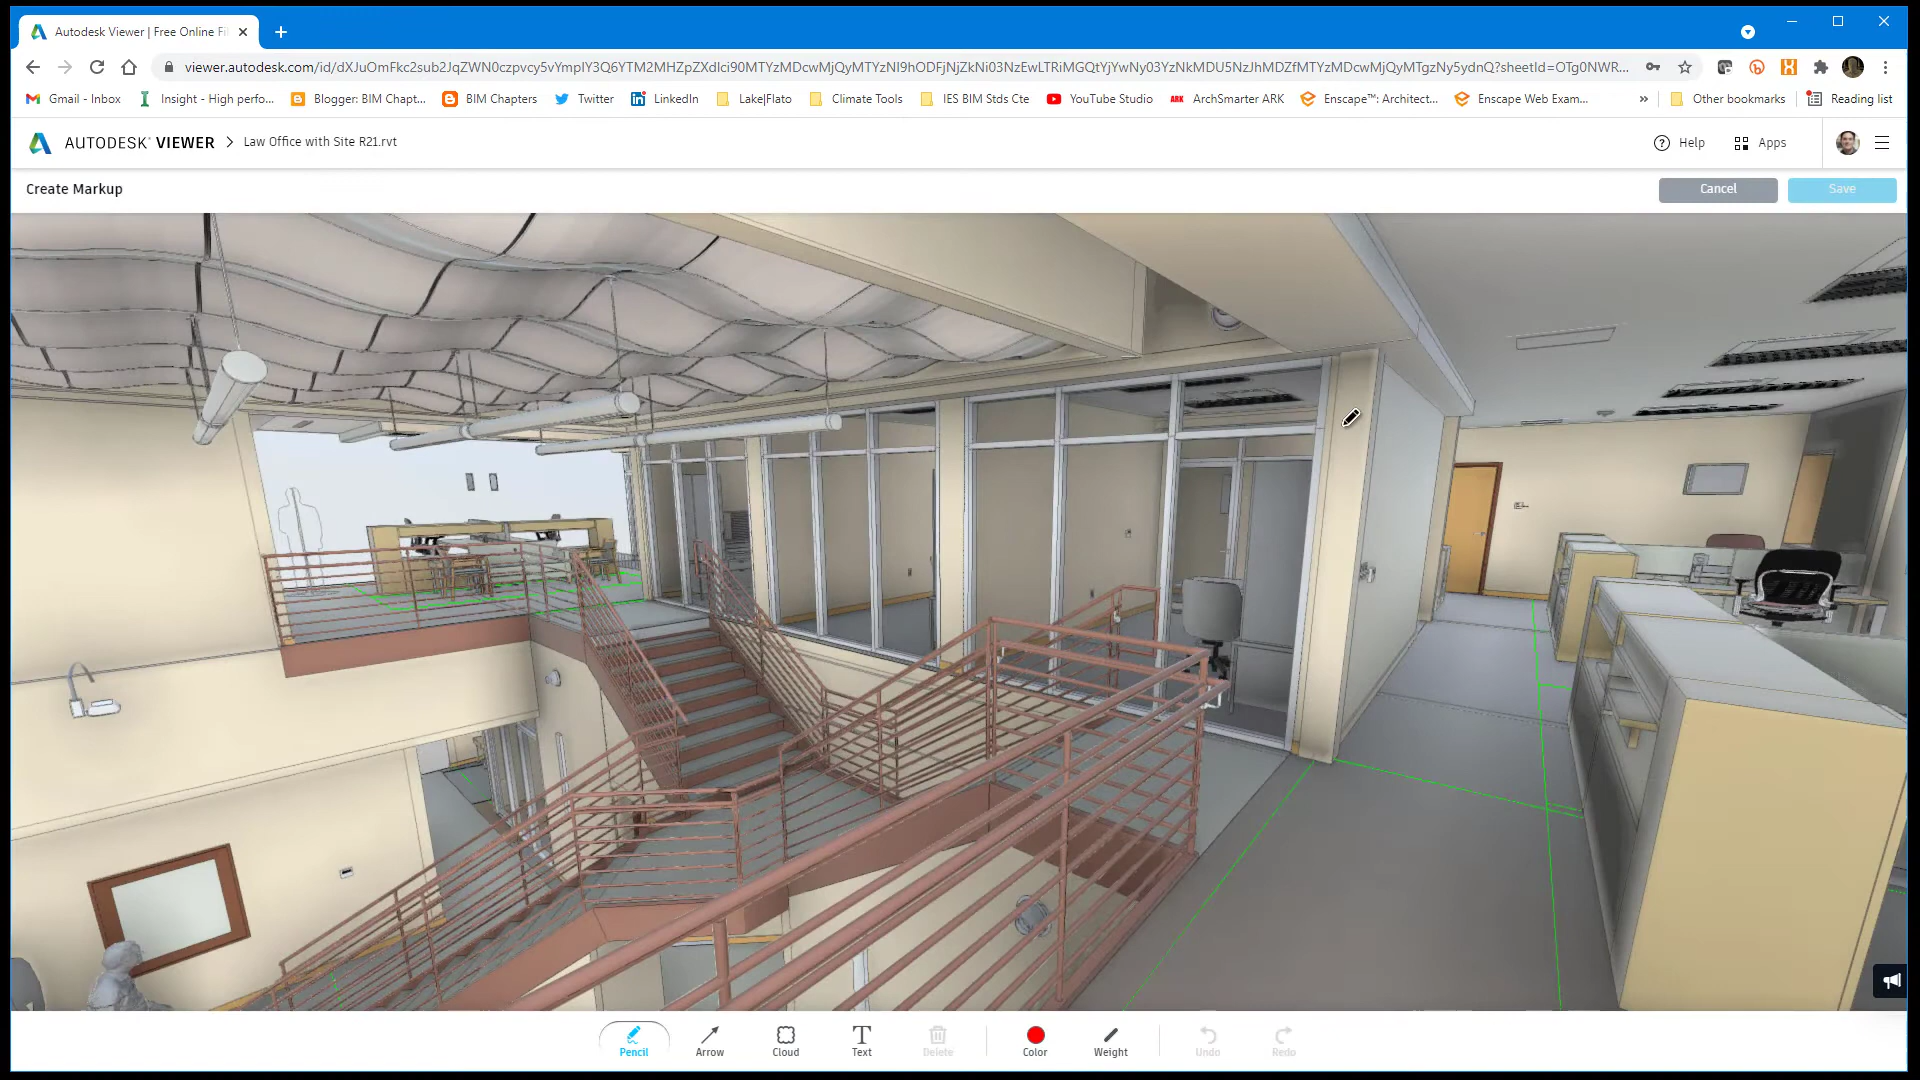 Autodesk Viewer | Free Online Fi
viewer.autodesk.com/id/dXJuOmFkc2sub2JqZWN0czpvcy5vYmplY3Q6YTM2MHZpZXdlci90MTYzMDcwMjQyMTYzNl9hODFjNjZkNi03NzEwLTRiMGQtYjYwNy03YzNkMDU5NzJhMDZfMTYzMDcwMjQyMTgzNy5ydnQ?sheetId=OTg0NWR...
Gmail - Inbox Insight - High perfo... Blogger: BIM Chapt... BIM Chapters Twitter LinkedIn Lake|Flato Climate Tools IES BIM Stds Cte YouTube Studio ARK ArchSmarter ARK Enscape™: Architect... Enscape Web Exam... » Other bookmarks Reading list
AUTODESK® VIEWER > Law Office with Site R21.rvt Help Apps
Create Markup Cancel Save
Pencil Arrow Cloud Text Delete Color Weight Undo Redo